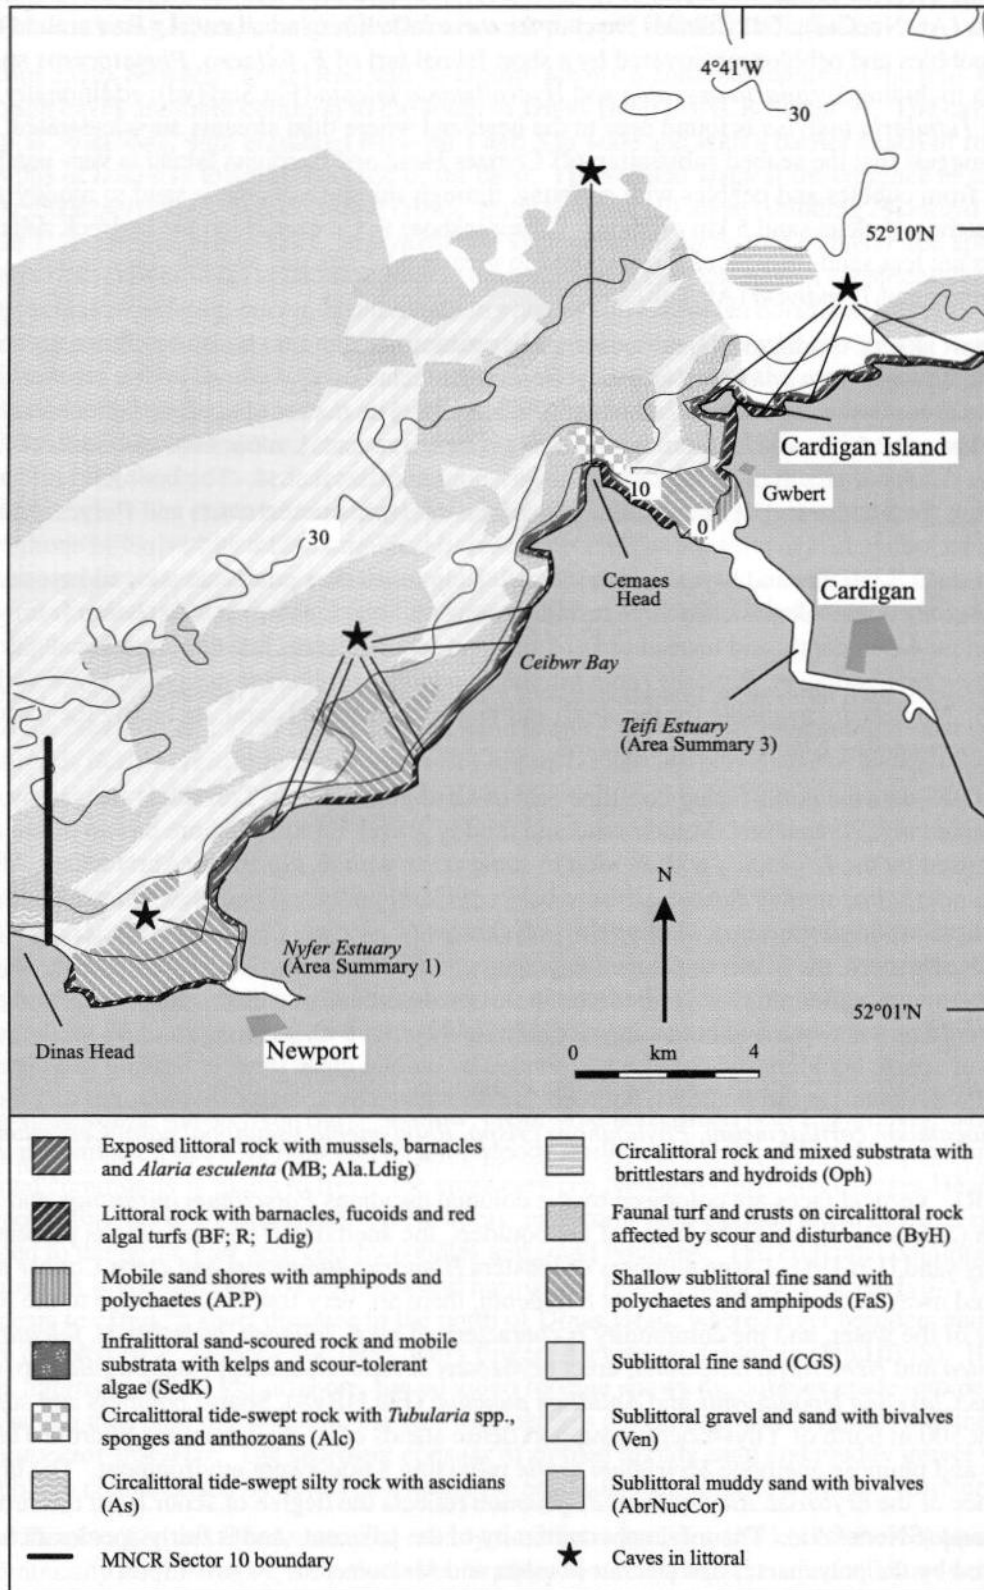 4°41'W
30
52°10'N
Cardigan Island
10
Gwbert
0
30
Cemaes
Head
Cardigan
Ceibwr Bay
Teifi Estuary
(Area Summary 3)
N
Nyfer Estuary
(Area Summary 1)
52°01'N
Dinas Head
Newport
0 km 4
Exposed littoral rock with mussels, barnacles
and Alaria esculenta (MB; Ala.Ldig)
Littoral rock with barnacles, fucoids and red
algal turfs (BF; R; Ldig)
Mobile sand shores with amphipods and
polychaetes (AP.P)
Infralittoral sand-scoured rock and mobile
substrata with kelps and scour-tolerant
algae (SedK)
Circalittoral tide-swept rock with Tubularia spp.,
sponges and anthozoans (Alc)
Circalittoral tide-swept silty rock with ascidians
(As)
MNCR Sector 10 boundary
Circalittoral rock and mixed substrata with
brittlestars and hydroids (Oph)
Faunal turf and crusts on circalittoral rock
affected by scour and disturbance (ByH)
Shallow sublittoral fine sand with
polychaetes and amphipods (FaS)
Sublittoral fine sand (CGS)
Sublittoral gravel and sand with bivalves
(Ven)
Sublittoral muddy sand with bivalves
(AbrNucCor)
Caves in littoral